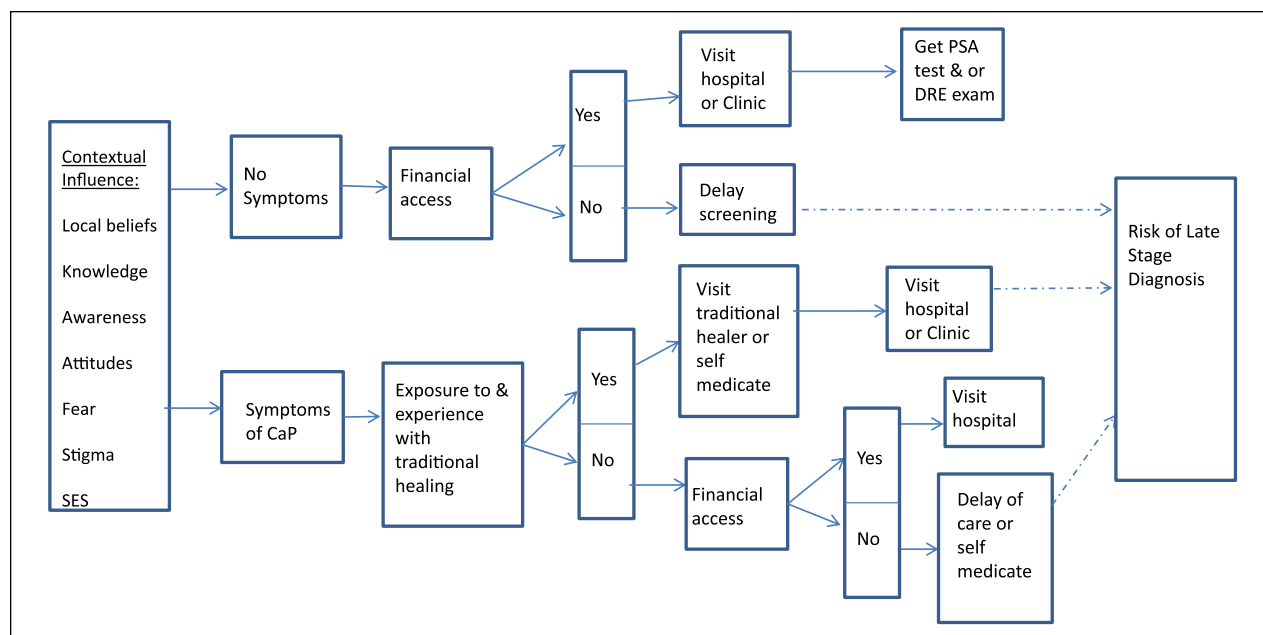 Contextual
Influence:
Local beliefs
Knowledge
Awareness
Attitudes
Fear
Stigma
SES
No
Symptoms
Financial
access
Yes
No
Visit
hospital
or Clinic
Get PSA
test & or
DRE exam
Delay
screening
Symptoms
of CaP
Exposure to &
experience
with
traditional
healing
Yes
No
Visit
traditional
healer or
self
medicate
Visit
hospital
or Clinic
Financial
access
Yes
No
Visit
hospital
Delay of
care or
self
medicate
Risk of Late
Stage
Diagnosis